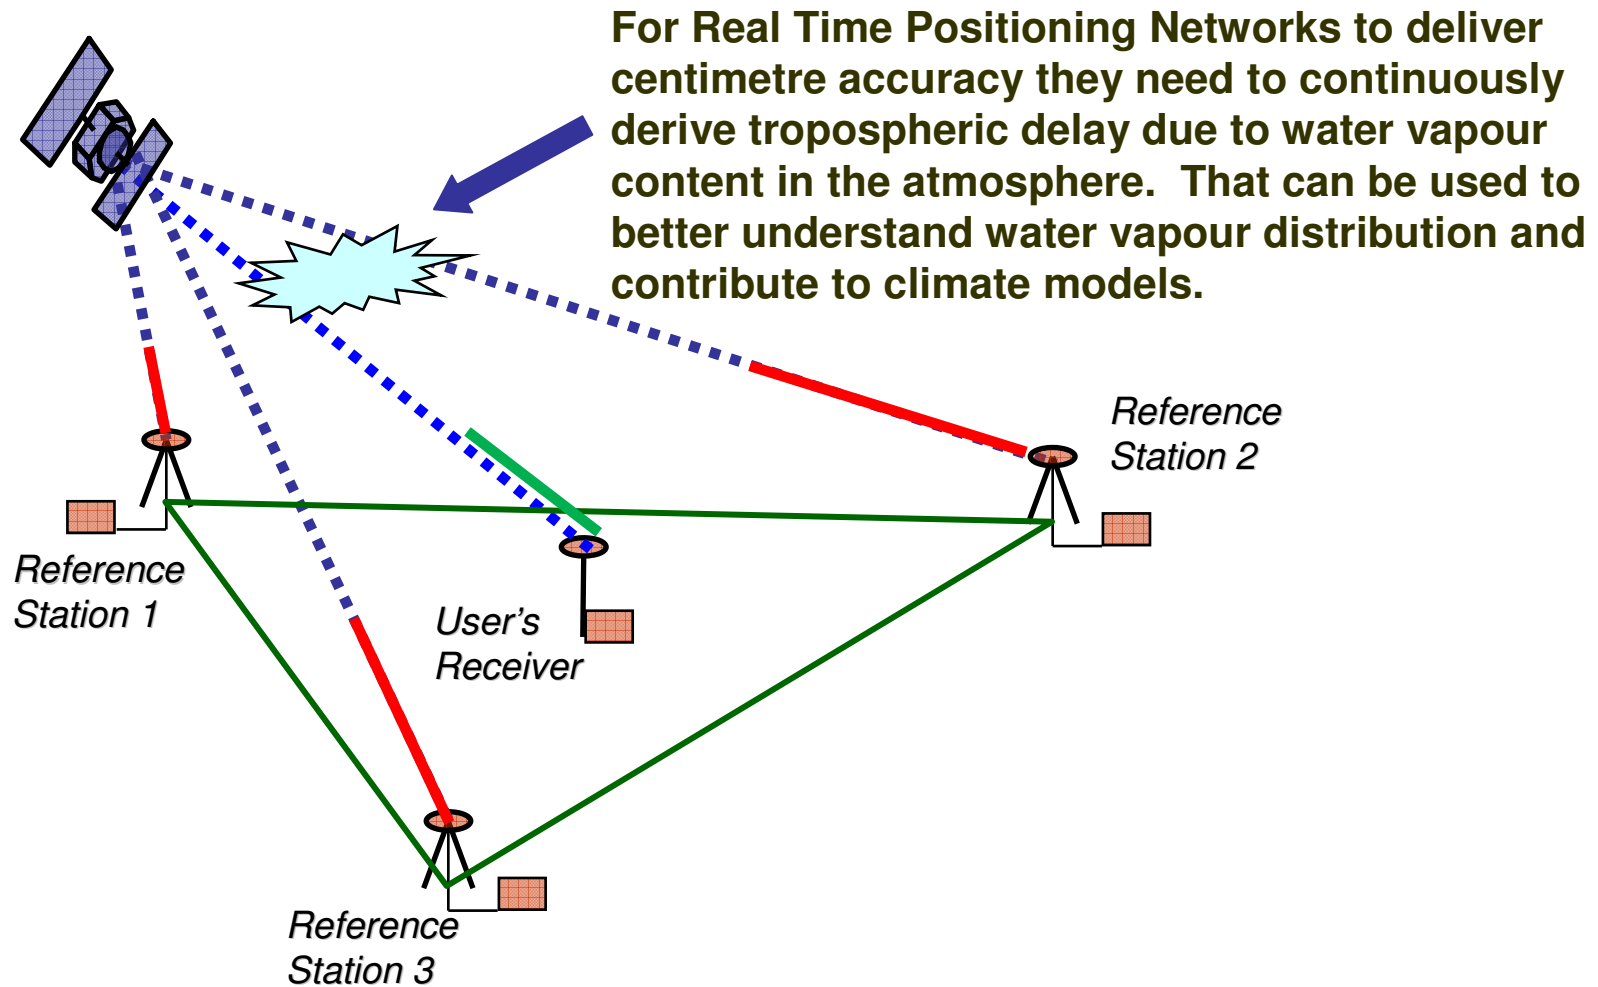 For Real Time Positioning Networks to deliver
centimetre accuracy they need to continuously
derive tropospheric delay due to water vapour
content in the atmosphere.  That can be used to
better understand water vapour distribution and
contribute to climate models.
Reference
Station 2
Reference
Station 1
User’s
Receiver
Reference
Station 3